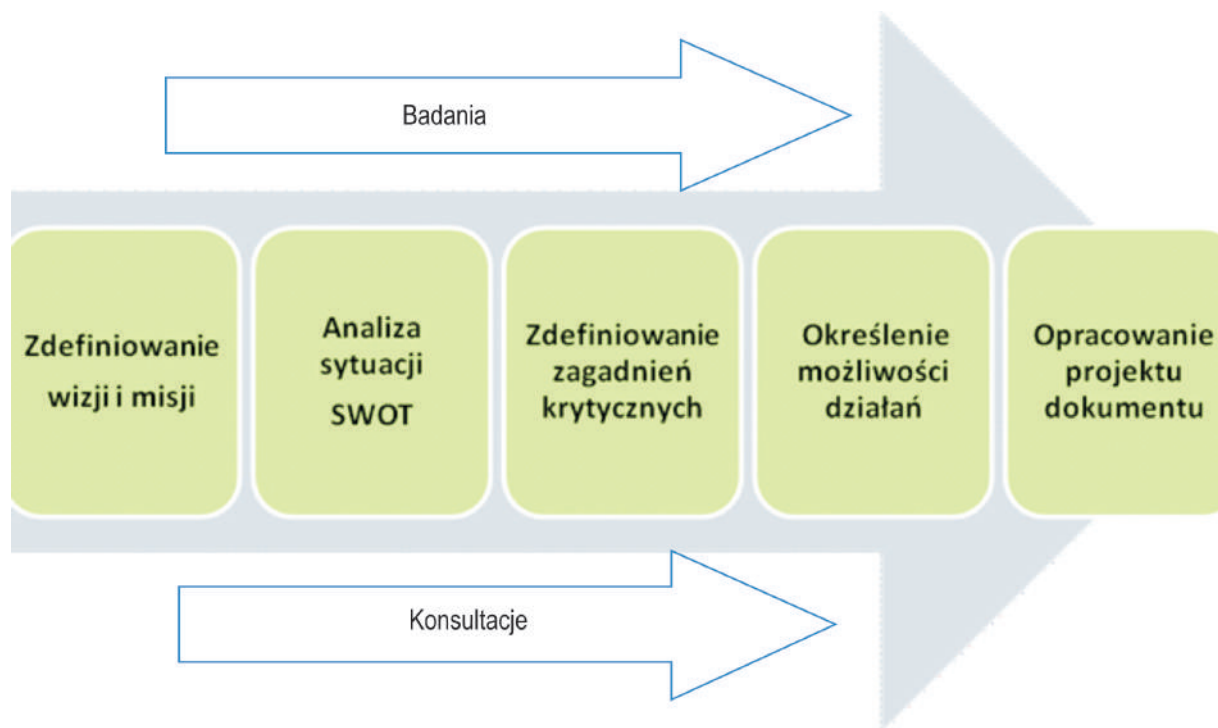 Badania
Zdefiniowanie
wizji i misji
Analiza
sytuacji
SWOT
Zdefiniowanie
zagadnień
krytycznych
Określenie
możliwości
działań
Opracowanie
projektu
dokumentu
Konsultacje